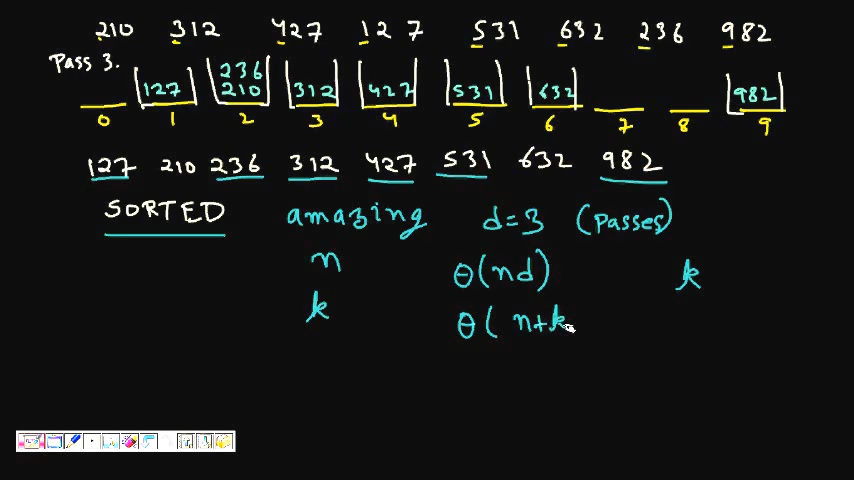 210 312 427 127 531 632 236 982
Pass 3.
236
127 210 312 427 531 632 982
0 1 2 3 4 5 6 7 8 9
127 210 236 312 427 531 632 982
SORTED amazing d=3 (passes)
n θ(nd) k
k θ( n+k